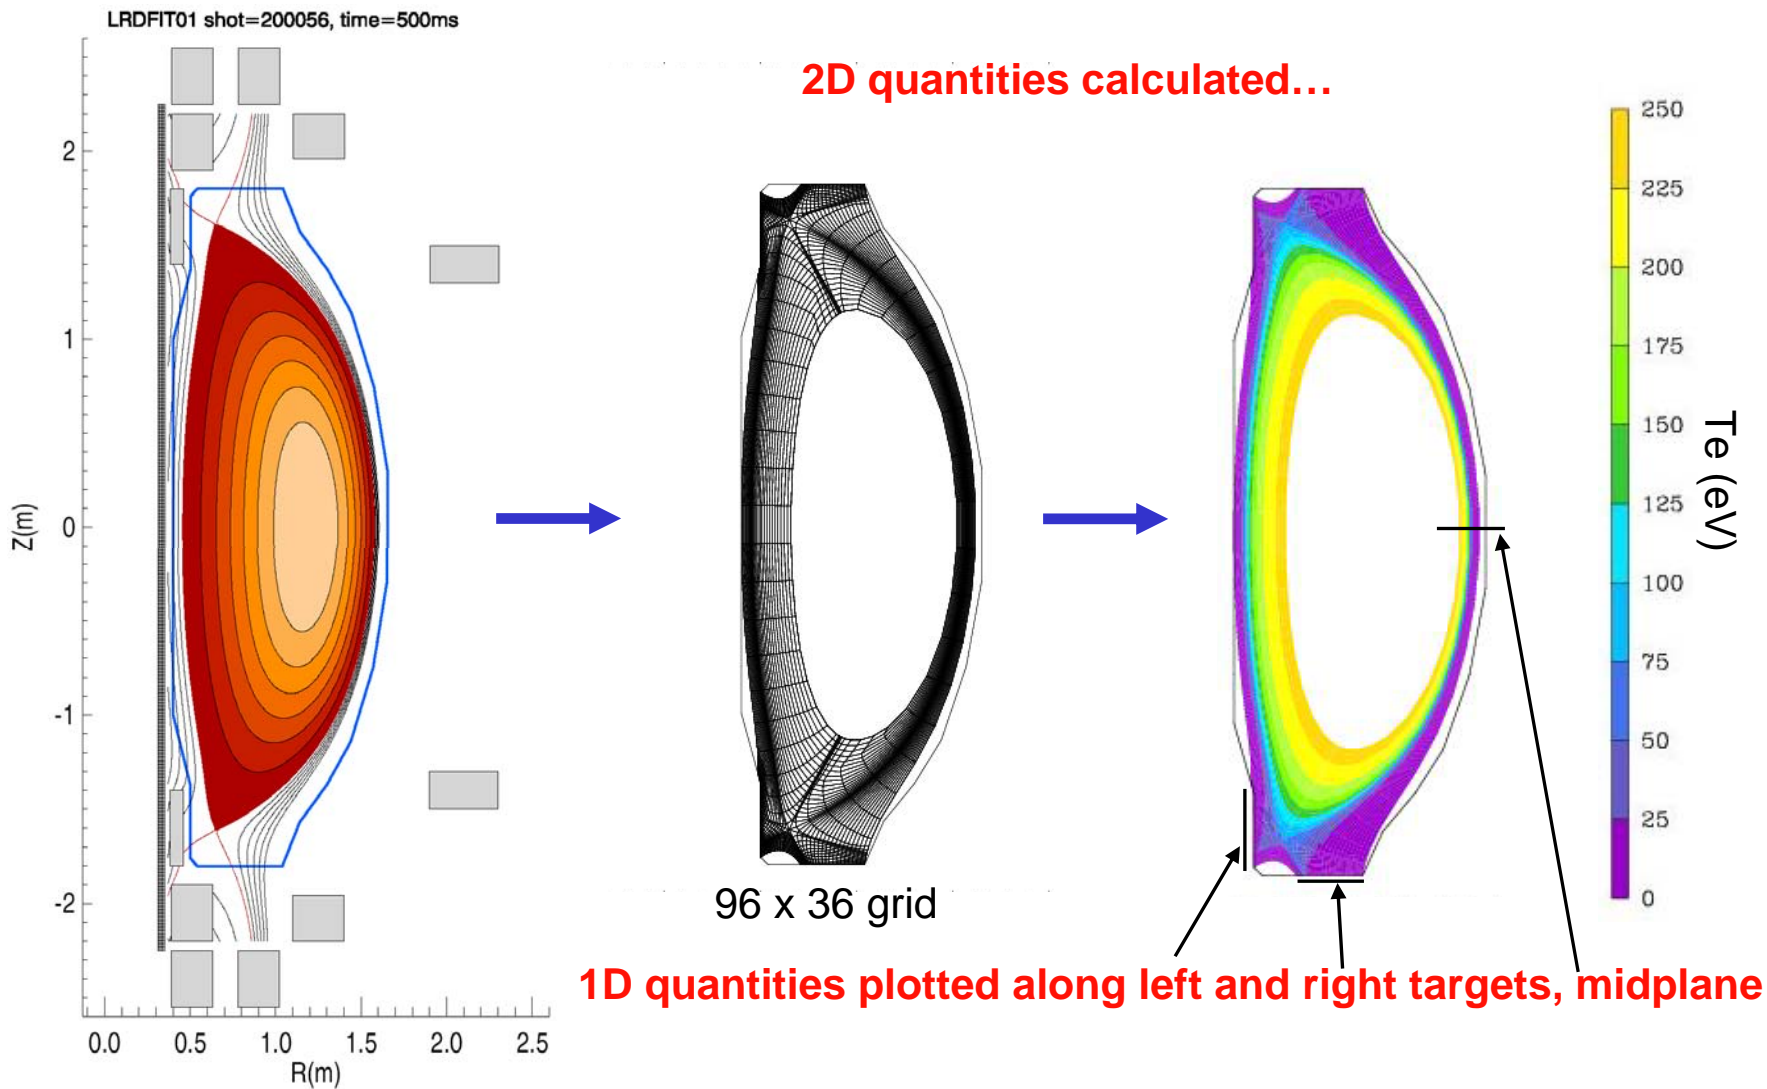 LRDFIT01 shot=200056, time=500ms
2D quantities calculated...
2
1
0
-1
-2
Z(m)
0.0 0.5 1.0 1.5 2.0 2.5
R(m)
96 x 36 grid
250
225
200
175
150
125
100
75
50
25
0
Te (eV)
1D quantities plotted along left and right targets, midplane